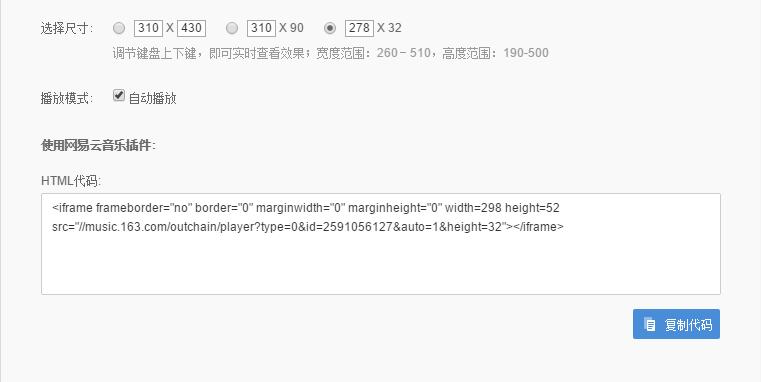 选择尺寸： 310 X 430 310 X 90 278 X 32
调节键盘上下键，即可实时查看效果；宽度范围：260 – 510，高度范围：190-500
播放模式： 自动播放
使用网易云音乐插件：
HTML代码:
<iframe frameborder="no" border="0" marginwidth="0" marginheight="0" width=298 height=52
src="//music.163.com/outchain/player?type=0&id=2591056127&auto=1&height=32"></iframe>
复制代码